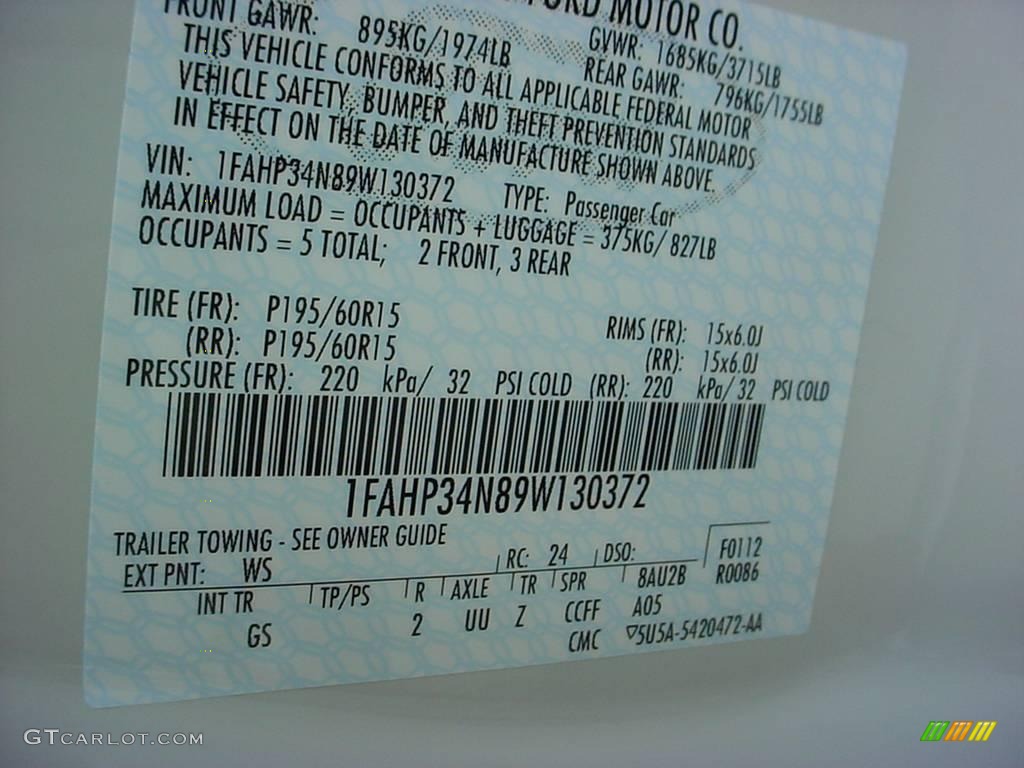 FORD MOTOR CO.
FRONT GAWR: 895KG/1974LB GVWR: 1685KG/3715LB
REAR GAWR: 796KG/1755LB
THIS VEHICLE CONFORMS TO ALL APPLICABLE FEDERAL MOTOR
VEHICLE SAFETY, BUMPER, AND THEFT PREVENTION STANDARDS
IN EFFECT ON THE DATE OF MANUFACTURE SHOWN ABOVE.
VIN: 1FAHP34N89W130372 TYPE: Passenger Car
MAXIMUM LOAD = OCCUPANTS + LUGGAGE = 375KG/ 827LB
OCCUPANTS = 5 TOTAL; 2 FRONT, 3 REAR
TIRE (FR): P195/60R15 RIMS (FR): 15x6.0J
(RR): P195/60R15 (RR): 15x6.0J
PRESSURE (FR): 220 kPa/ 32 PSI COLD (RR): 220 kPa/ 32 PSI COLD
1FAHP34N89W130372
TRAILER TOWING - SEE OWNER GUIDE
EXT PNT: WS RC: 24 DSO: F0112
INT TR TP/PS R AXLE TR SPR 8AU2B R0086
GS 2 UU Z CCFF A05
CMC ▽5U5A-5420472-AA
GTCARLOT.COM